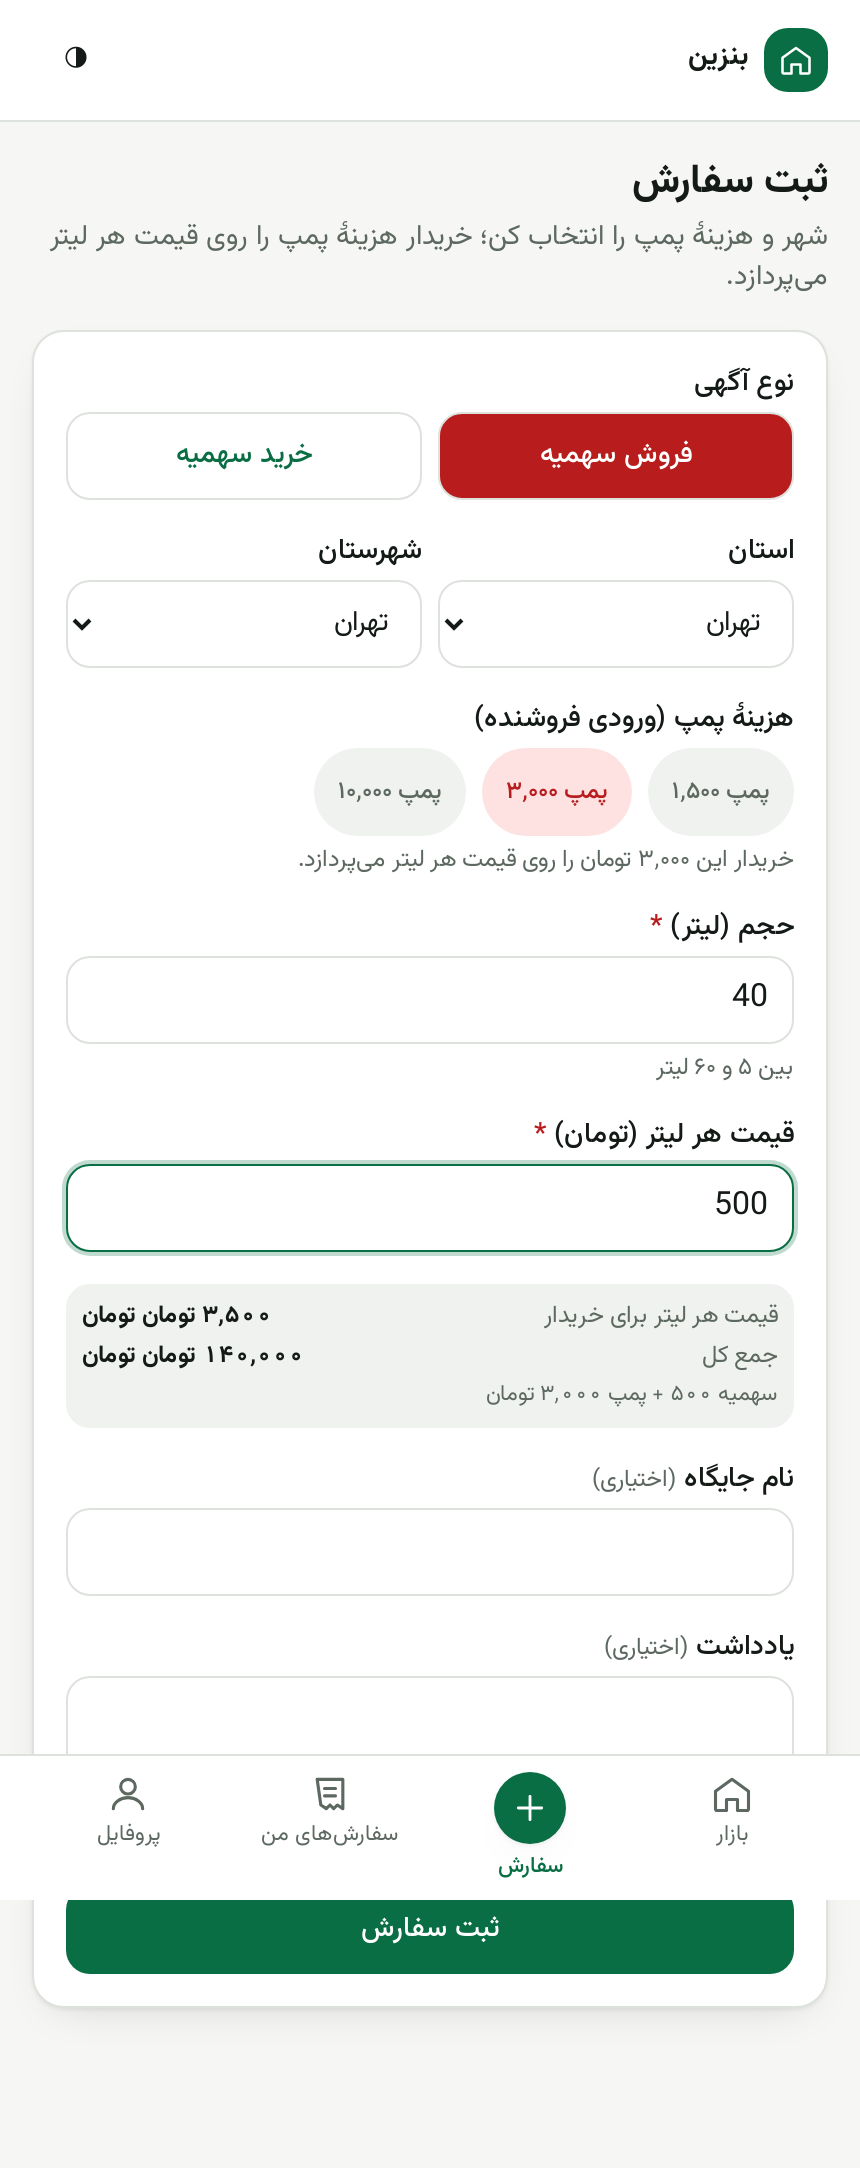 بنزین
ثبت سفارش
شهر و هزینهٔ پمپ را انتخاب کن؛ خریدار هزینهٔ پمپ را روی قیمت هر لیتر
می‌پردازد.
نوع آگهی
فروش سهمیه
خرید سهمیه
استان
شهرستان
تهران
تهران
هزینهٔ پمپ (ورودی فروشنده)
پمپ ۱,۵۰۰
پمپ ۳,۰۰۰
پمپ ۱۰,۰۰۰
خریدار این ۳,۰۰۰ تومان را روی قیمت هر لیتر می‌پردازد.
حجم (لیتر) *
40
بین ۵ و ۶۰ لیتر
قیمت هر لیتر (تومان) *
500
قیمت هر لیتر برای خریدار
۳,۵۰۰ تومان تومان
جمع کل
۱۴۰,۰۰۰ تومان تومان
سهمیه ۵۰۰ + پمپ ۳,۰۰۰ تومان
نام جایگاه (اختیاری)
یادداشت (اختیاری)
بازار
سفارش
سفارش‌های من
پروفایل
ثبت سفارش